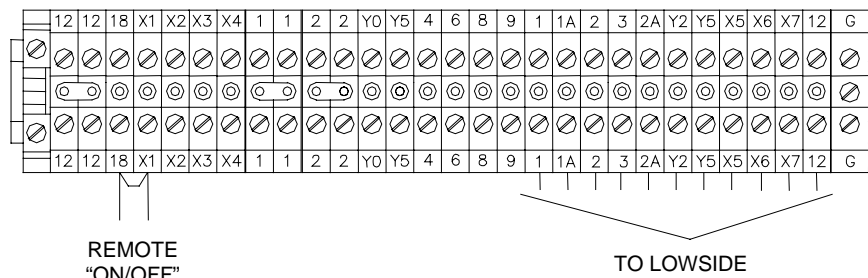 12 12 18 X1 X2 X3 X4 1 1 2 2 Y0 Y5 4 6 8 9 1 1A 2 3 2A Y2 Y5 X5 X6 X7 12 G
12 12 18 X1 X2 X3 X4 1 1 2 2 Y0 Y5 4 6 8 9 1 1A 2 3 2A Y2 Y5 X5 X6 X7 12 G
REMOTE
“ON/OFF”
TO LOWSIDE